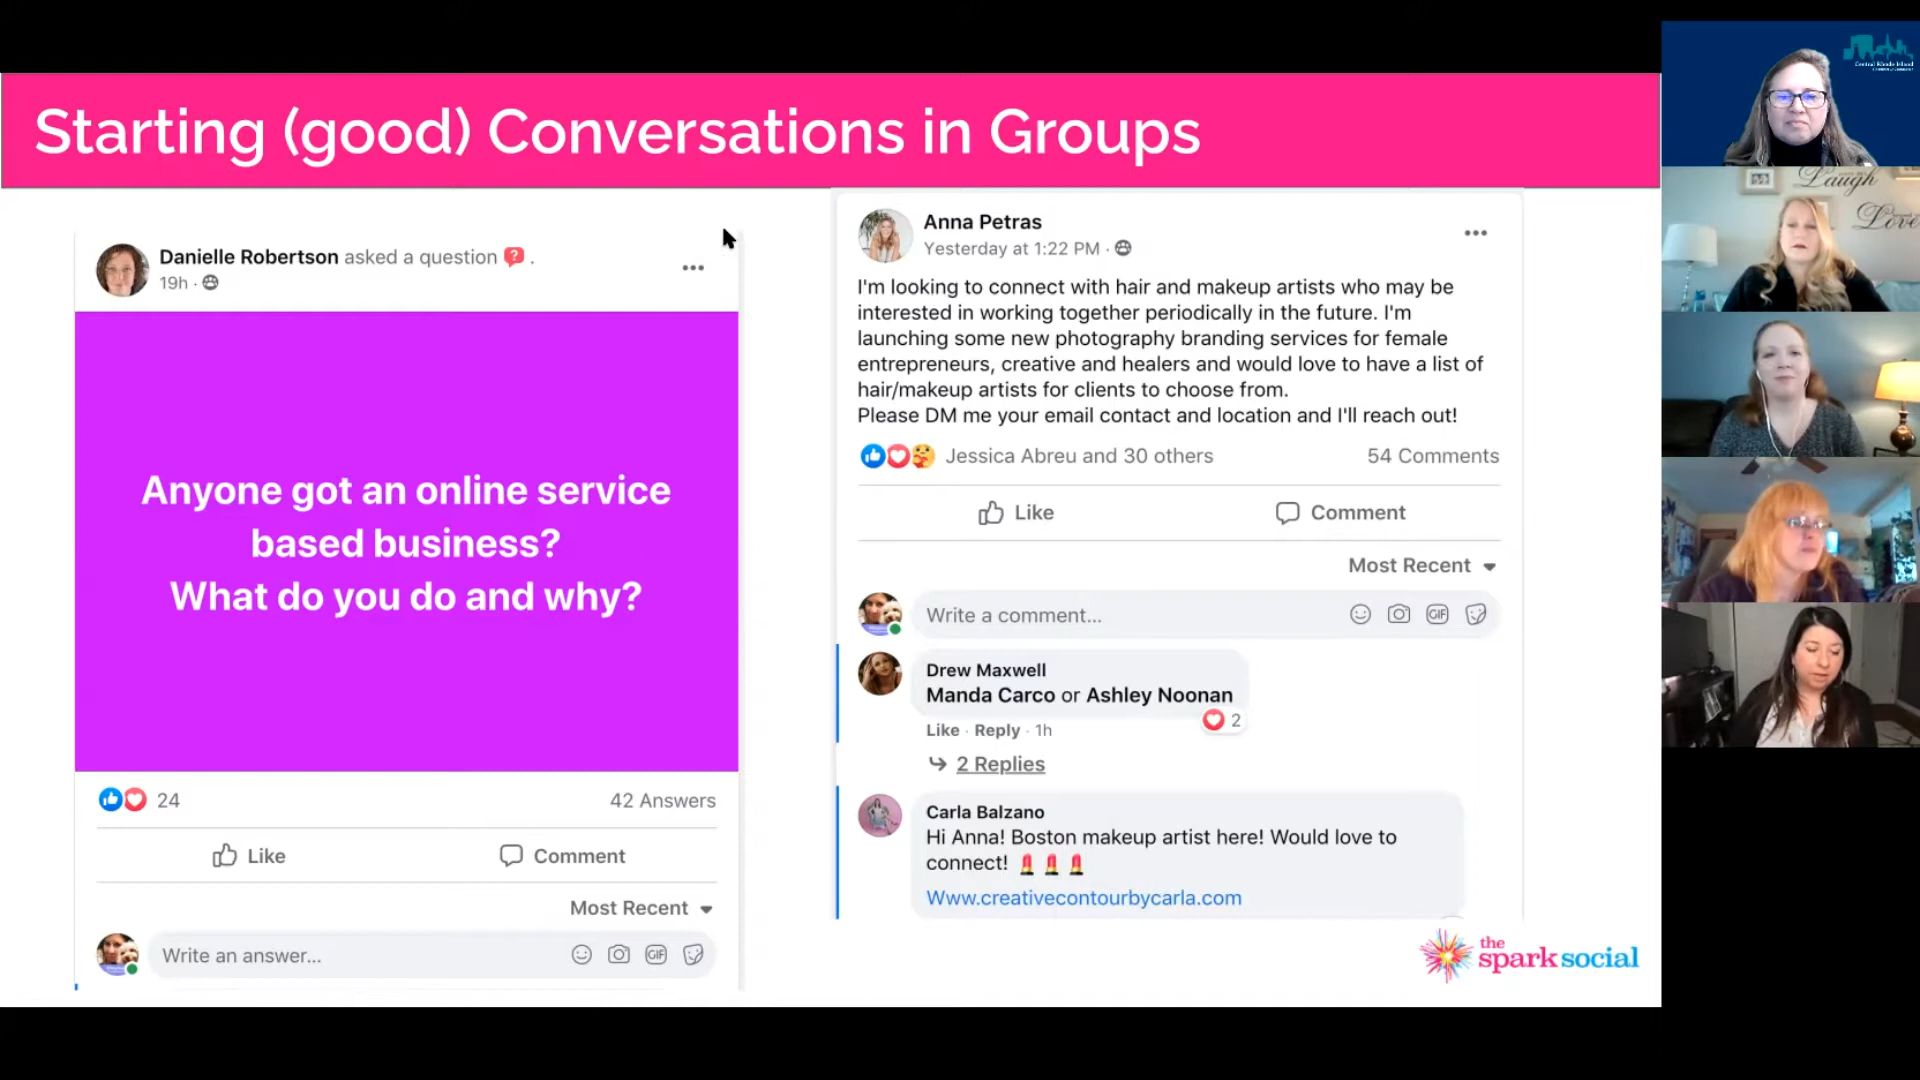 Starting (good) Conversations in Groups
Danielle Robertson asked a question ? .
19h ·
Anyone got an online service
based business?
What do you do and why?
24
42 Answers
Like
Comment
Most Recent
Write an answer...
GIF
Anna Petras
Yesterday at 1:22 PM ·
I'm looking to connect with hair and makeup artists who may be
interested in working together periodically in the future. I'm
launching some new photography branding services for female
entrepreneurs, creative and healers and would love to have a list of
hair/makeup artists for clients to choose from.
Please DM me your email contact and location and I'll reach out!
Jessica Abreu and 30 others
54 Comments
Like
Comment
Most Recent
Write a comment...
GIF
Drew Maxwell
Manda Carco or Ashley Noonan
2
Like · Reply · 1h
2 Replies
Carla Balzano
Hi Anna! Boston makeup artist here! Would love to
connect!
Www.creativecontourbycarla.com
the
spark social
Central Rhode Island
Laugh
Love